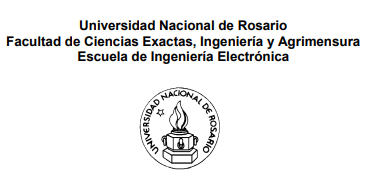 Universidad Nacional de Rosario
Facultad de Ciencias Exactas, Ingeniería y Agrimensura
Escuela de Ingeniería Electrónica
UNIVERSIDAD NACIONAL DE ROSARIO